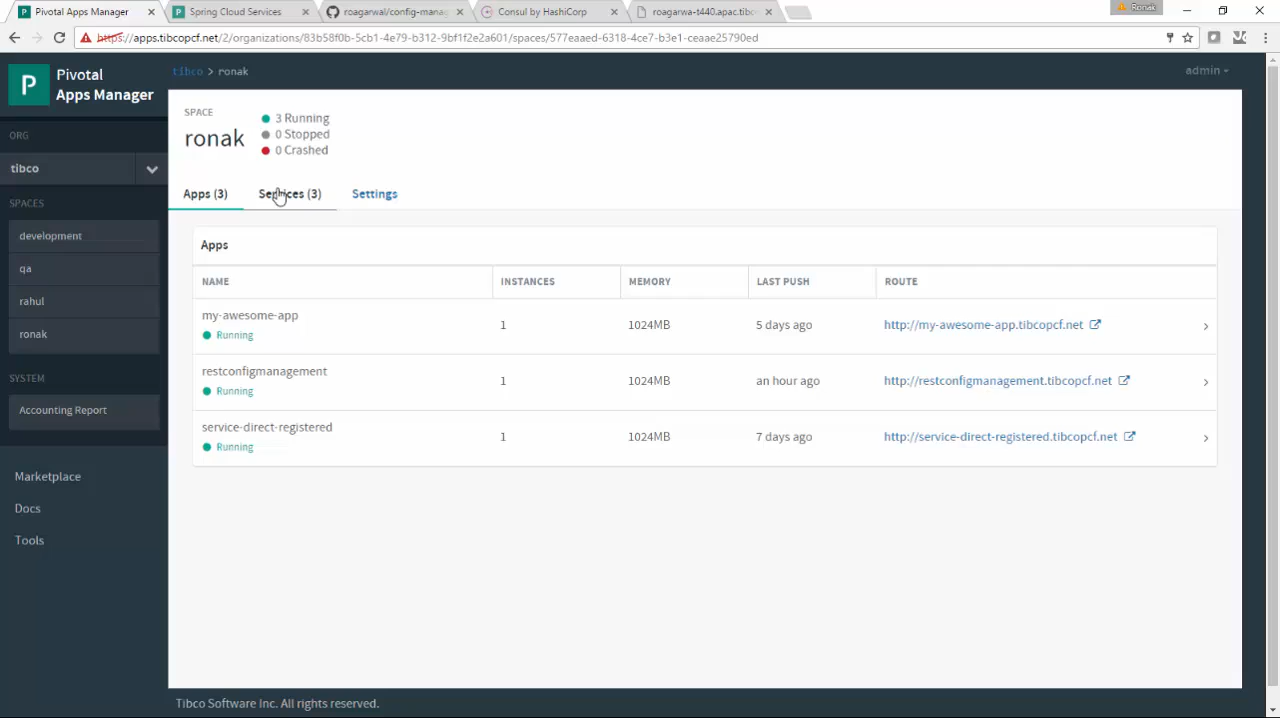 Pivotal Apps Manager
Spring Cloud Services
roagarwal/config-mana
Consul by HashiCorp
roagarwa-t440.apac.tib
Ronak
https://apps.tibcopcf.net/2/organizations/83b58f0b-5cb1-4e79-b312-9bf1f2e2a601/spaces/577eaaed-6318-4ce7-b3e1-ceaae25790ed
P
Pivotal
Apps Manager
tibco > ronak
admin
ORG
tibco
SPACES
development
qa
rahul
ronak
SYSTEM
Accounting Report
Marketplace
Docs
Tools
SPACE
ronak
3 Running
0 Stopped
0 Crashed
Apps (3)
Services (3)
Settings
Apps
NAME INSTANCES MEMORY LAST PUSH ROUTE
my-awesome-app
Running
1 1024MB 5 days ago http://my-awesome-app.tibcopcf.net
restconfigmanagement
Running
1 1024MB an hour ago http://restconfigmanagement.tibcopcf.net
service-direct-registered
Running
1 1024MB 7 days ago http://service-direct-registered.tibcopcf.net
Tibco Software Inc. All rights reserved.